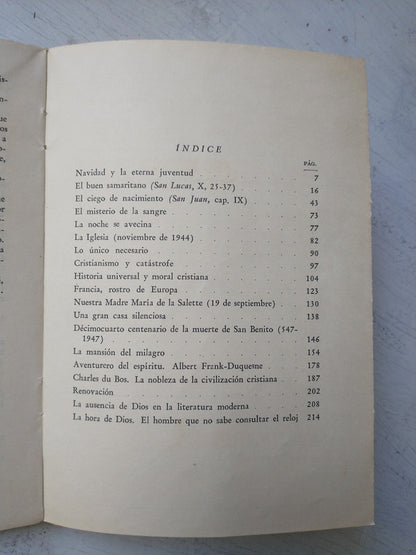 is-
n-
ue
os
a
o-
e,
s-
n-
or
n-
ÍNDICE
PÁG.
Navidad y la eterna juventud . . . . . . 7
El buen samaritano (San Lucas, X, 25-37) . . . . 16
El ciego de nacimiento (San Juan, cap. IX) . . . . 43
El misterio de la sangre . . . . . . . 73
La noche se avecina . . . . . . . . 77
La Iglesia (noviembre de 1944) . . . . . . 82
Lo único necesario . . . . . . . . 90
Cristianismo y catástrofe . . . . . . . 97
Historia universal y moral cristiana . . . . . 104
Francia, rostro de Europa . . . . . . . 123
Nuestra Madre María de la Salette (19 de septiembre) . 130
Una gran casa silenciosa . . . . . . . 138
Décimocuarto centenario de la muerte de San Benito (547-
1947) . . . . . . . . . . 146
La mansión del milagro . . . . . . . 154
Aventurero del espíritu. Albert Frank-Duquesne . . . 178
Charles du Bos. La nobleza de la civilización cristiana . 187
Renovación . . . . . . . . . 202
La ausencia de Dios en la literatura moderna . . . 208
La hora de Dios. El hombre que no sabe consultar el reloj 214